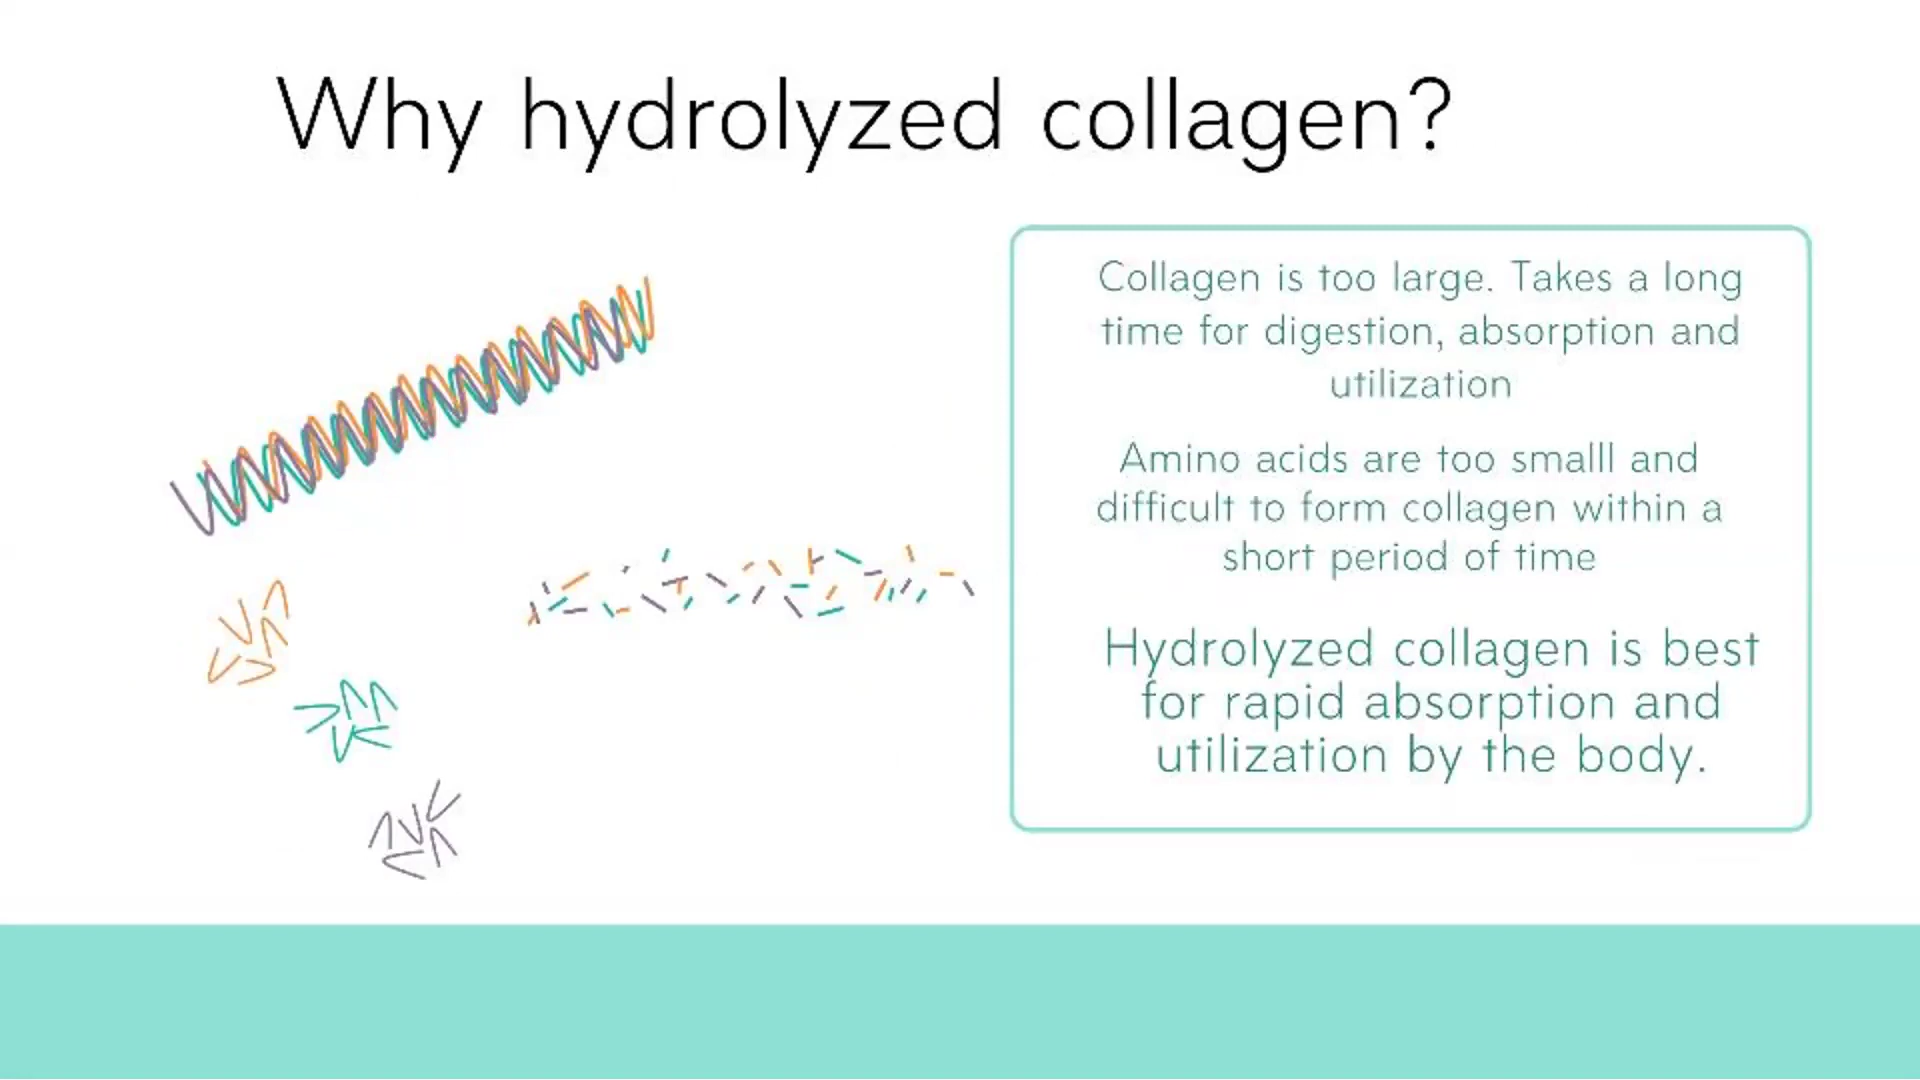 Why hydrolyzed collagen?
Collagen is too large. Takes a long
time for digestion, absorption and
utilization
Amino acids are too smalll and
difficult to form collagen within a
short period of time
Hydrolyzed collagen is best
for rapid absorption and
utilization by the body.